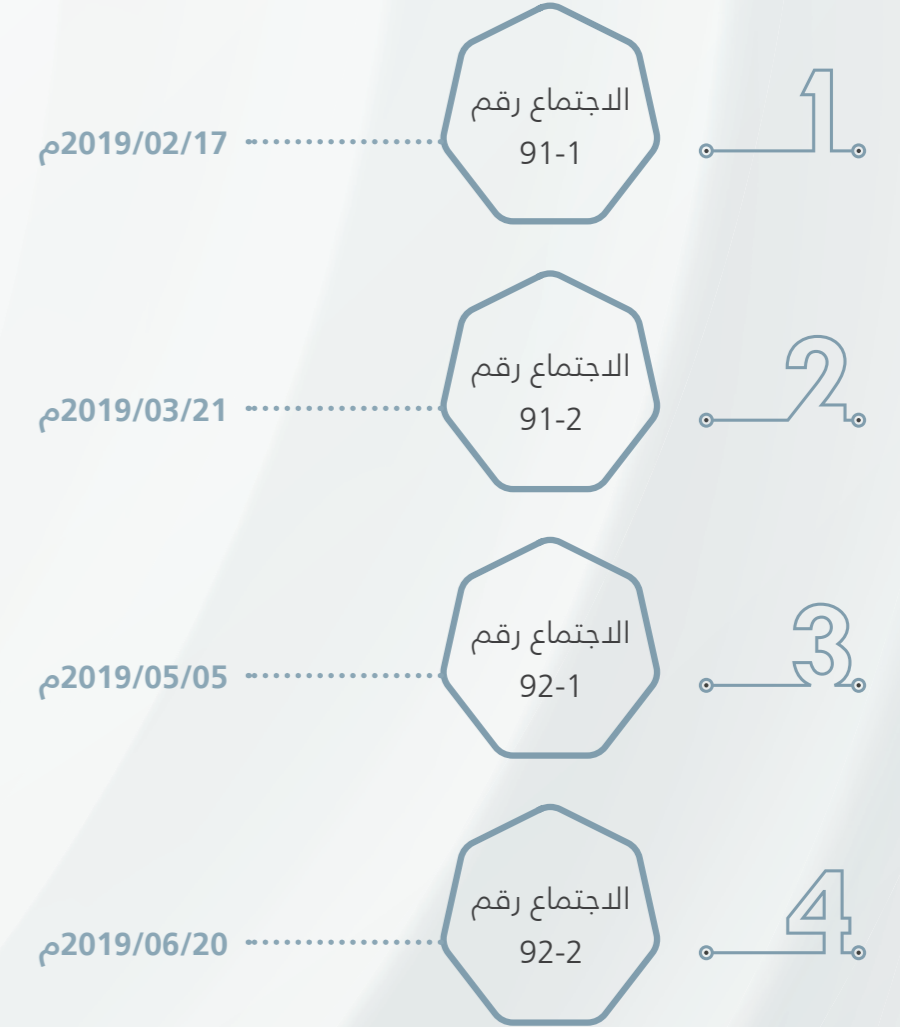 1
الاجتماع رقم
91-1
2019/02/17م
2
الاجتماع رقم
91-2
2019/03/21م
3
الاجتماع رقم
92-1
2019/05/05م
4
الاجتماع رقم
92-2
2019/06/20م